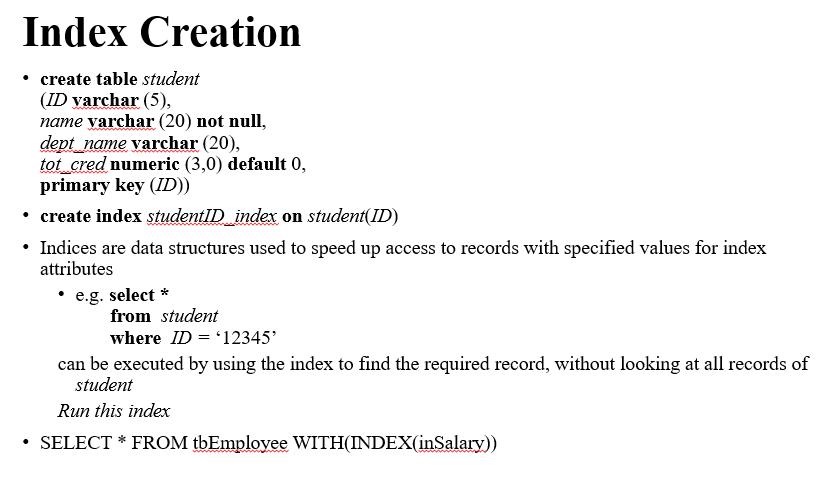 Index Creation
• create table student
(ID varchar (5),
name varchar (20) not null,
dept_name varchar (20),
tot_cred numeric (3,0) default 0,
primary key (ID))
• create index studentID_index on student(ID)
• Indices are data structures used to speed up access to records with specified values for index
attributes
• e.g. select *
from student
where ID = ‘12345’
can be executed by using the index to find the required record, without looking at all records of
student
Run this index
• SELECT * FROM tbEmployee WITH(INDEX(inSalary))